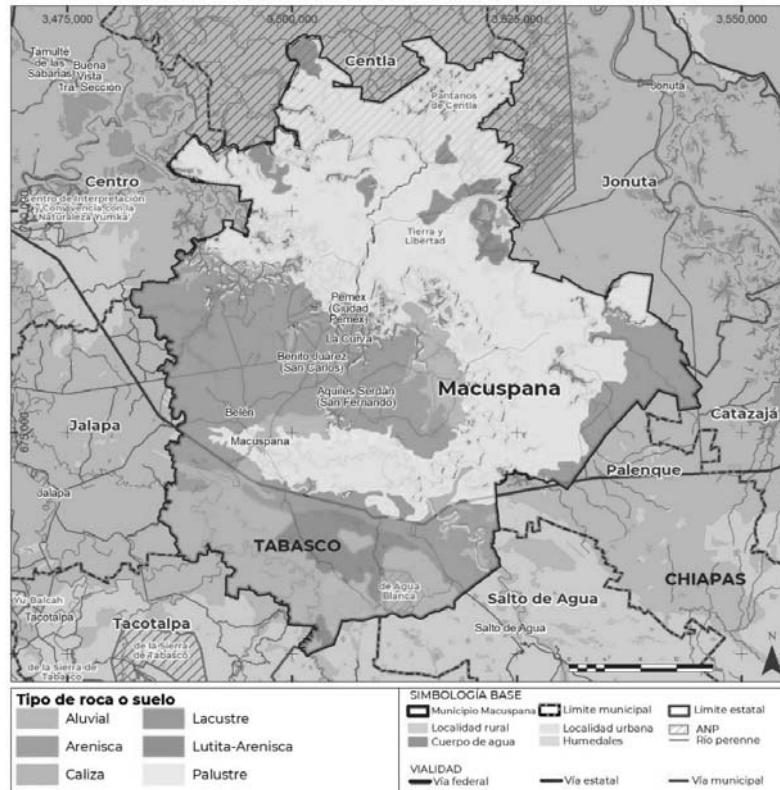 3,475,000
3,500,000
3,525,000
3,550,000
Tamulté
de las
Sabanas
Buena
Vista
1ra. Sección
Centla
Pantanos
de Centla
Jonuta
Centro
Jonuta
Centro de Interpretación
y Convivencia con la
Naturaleza Yumká
Tierra y
Libertad
Pemex
(Ciudad
Pemex)
La Curva
Benito Juárez
(San Carlos)
Aquiles Serdán
(San Fernando)
Macuspana
Belén
Catazajá
Jalapa
675,000
Macuspana
Palenque
Jalapa
TABASCO
CHIAPAS
de Agua
Blanca
Salto de Agua
Yu Balcah
Tacotalpa
Tacotalpa
Salto de Agua
N
de la Sierra
de Tabasco
de la Sierra de
Tabasco
Tipo de roca o suelo
Aluvial
Lacustre
Arenisca
Lutita-Arenisca
Caliza
Palustre
SIMBOLOGÍA BASE
Municipio Macuspana
Límite municipal
Límite estatal
Localidad rural
Localidad urbana
ANP
Cuerpo de agua
Humedales
Río perenne
VIALIDAD
Vía federal
Vía estatal
Vía municipal